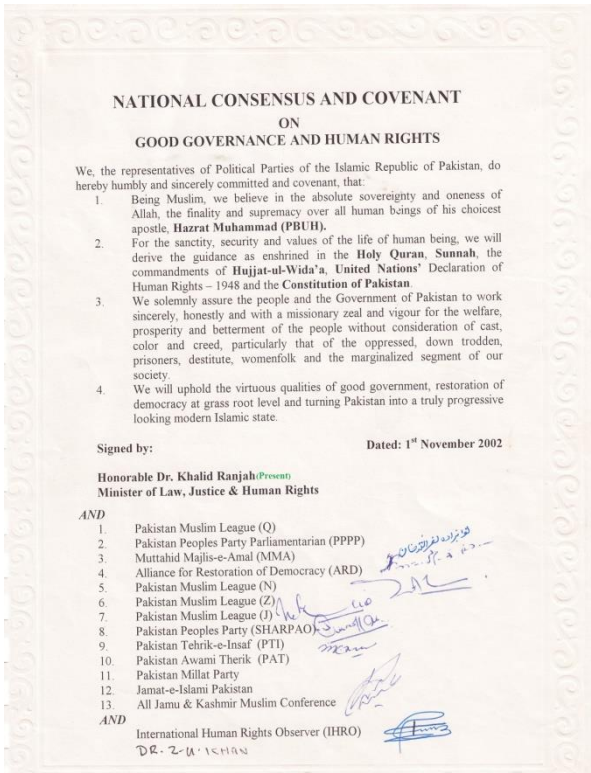 NATIONAL CONSENSUS AND COVENANT
ON
GOOD GOVERNANCE AND HUMAN RIGHTS
We, the representatives of Political Parties of the Islamic Republic of Pakistan, do
hereby humbly and sincerely committed and covenant, that:
1. Being Muslim, we believe in the absolute sovereignty and oneness of
Allah, the finality and supremacy over all human beings of his choicest
apostle, Hazrat Muhammad (PBUH).
2. For the sanctity, security and values of the life of human being, we will
derive the guidance as enshrined in the Holy Quran, Sunnah, the
commandments of Hujjat-ul-Wida'a, United Nations' Declaration of
Human Rights – 1948 and the Constitution of Pakistan.
3. We solemnly assure the people and the Government of Pakistan to work
sincerely, honestly and with a missionary zeal and vigour for the welfare,
prosperity and betterment of the people without consideration of cast,
color and creed, particularly that of the oppressed, down trodden,
prisoners, destitute, womenfolk and the marginalized segment of our
society.
4. We will uphold the virtuous qualities of good government, restoration of
democracy at grass root level and turning Pakistan into a truly progressive
looking modern Islamic state.
Signed by: Dated: 1st November 2002
Honorable Dr. Khalid Ranjah (Present)
Minister of Law, Justice & Human Rights
AND
1. Pakistan Muslim League (Q)
2. Pakistan Peoples Party Parliamentarian (PPPP)
3. Muttahid Majlis-e-Amal (MMA)
4. Alliance for Restoration of Democracy (ARD)
5. Pakistan Muslim League (N)
6. Pakistan Muslim League (Z)
7. Pakistan Muslim League (J)
8. Pakistan Peoples Party (SHARPAO)
9. Pakistan Tehrik-e-Insaf (PTI)
10. Pakistan Awami Therik (PAT)
11. Pakistan Millat Party
12. Jamat-e-Islami Pakistan
13. All Jamu & Kashmir Muslim Conference
AND
International Human Rights Observer (IHRO)
DR. Z-U-KHAN